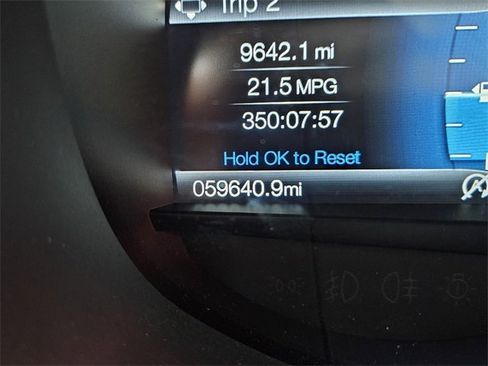 Trip 2
9642.1 mi
21.5 MPG
350:07:57
Hold OK to Reset
059640.9mi